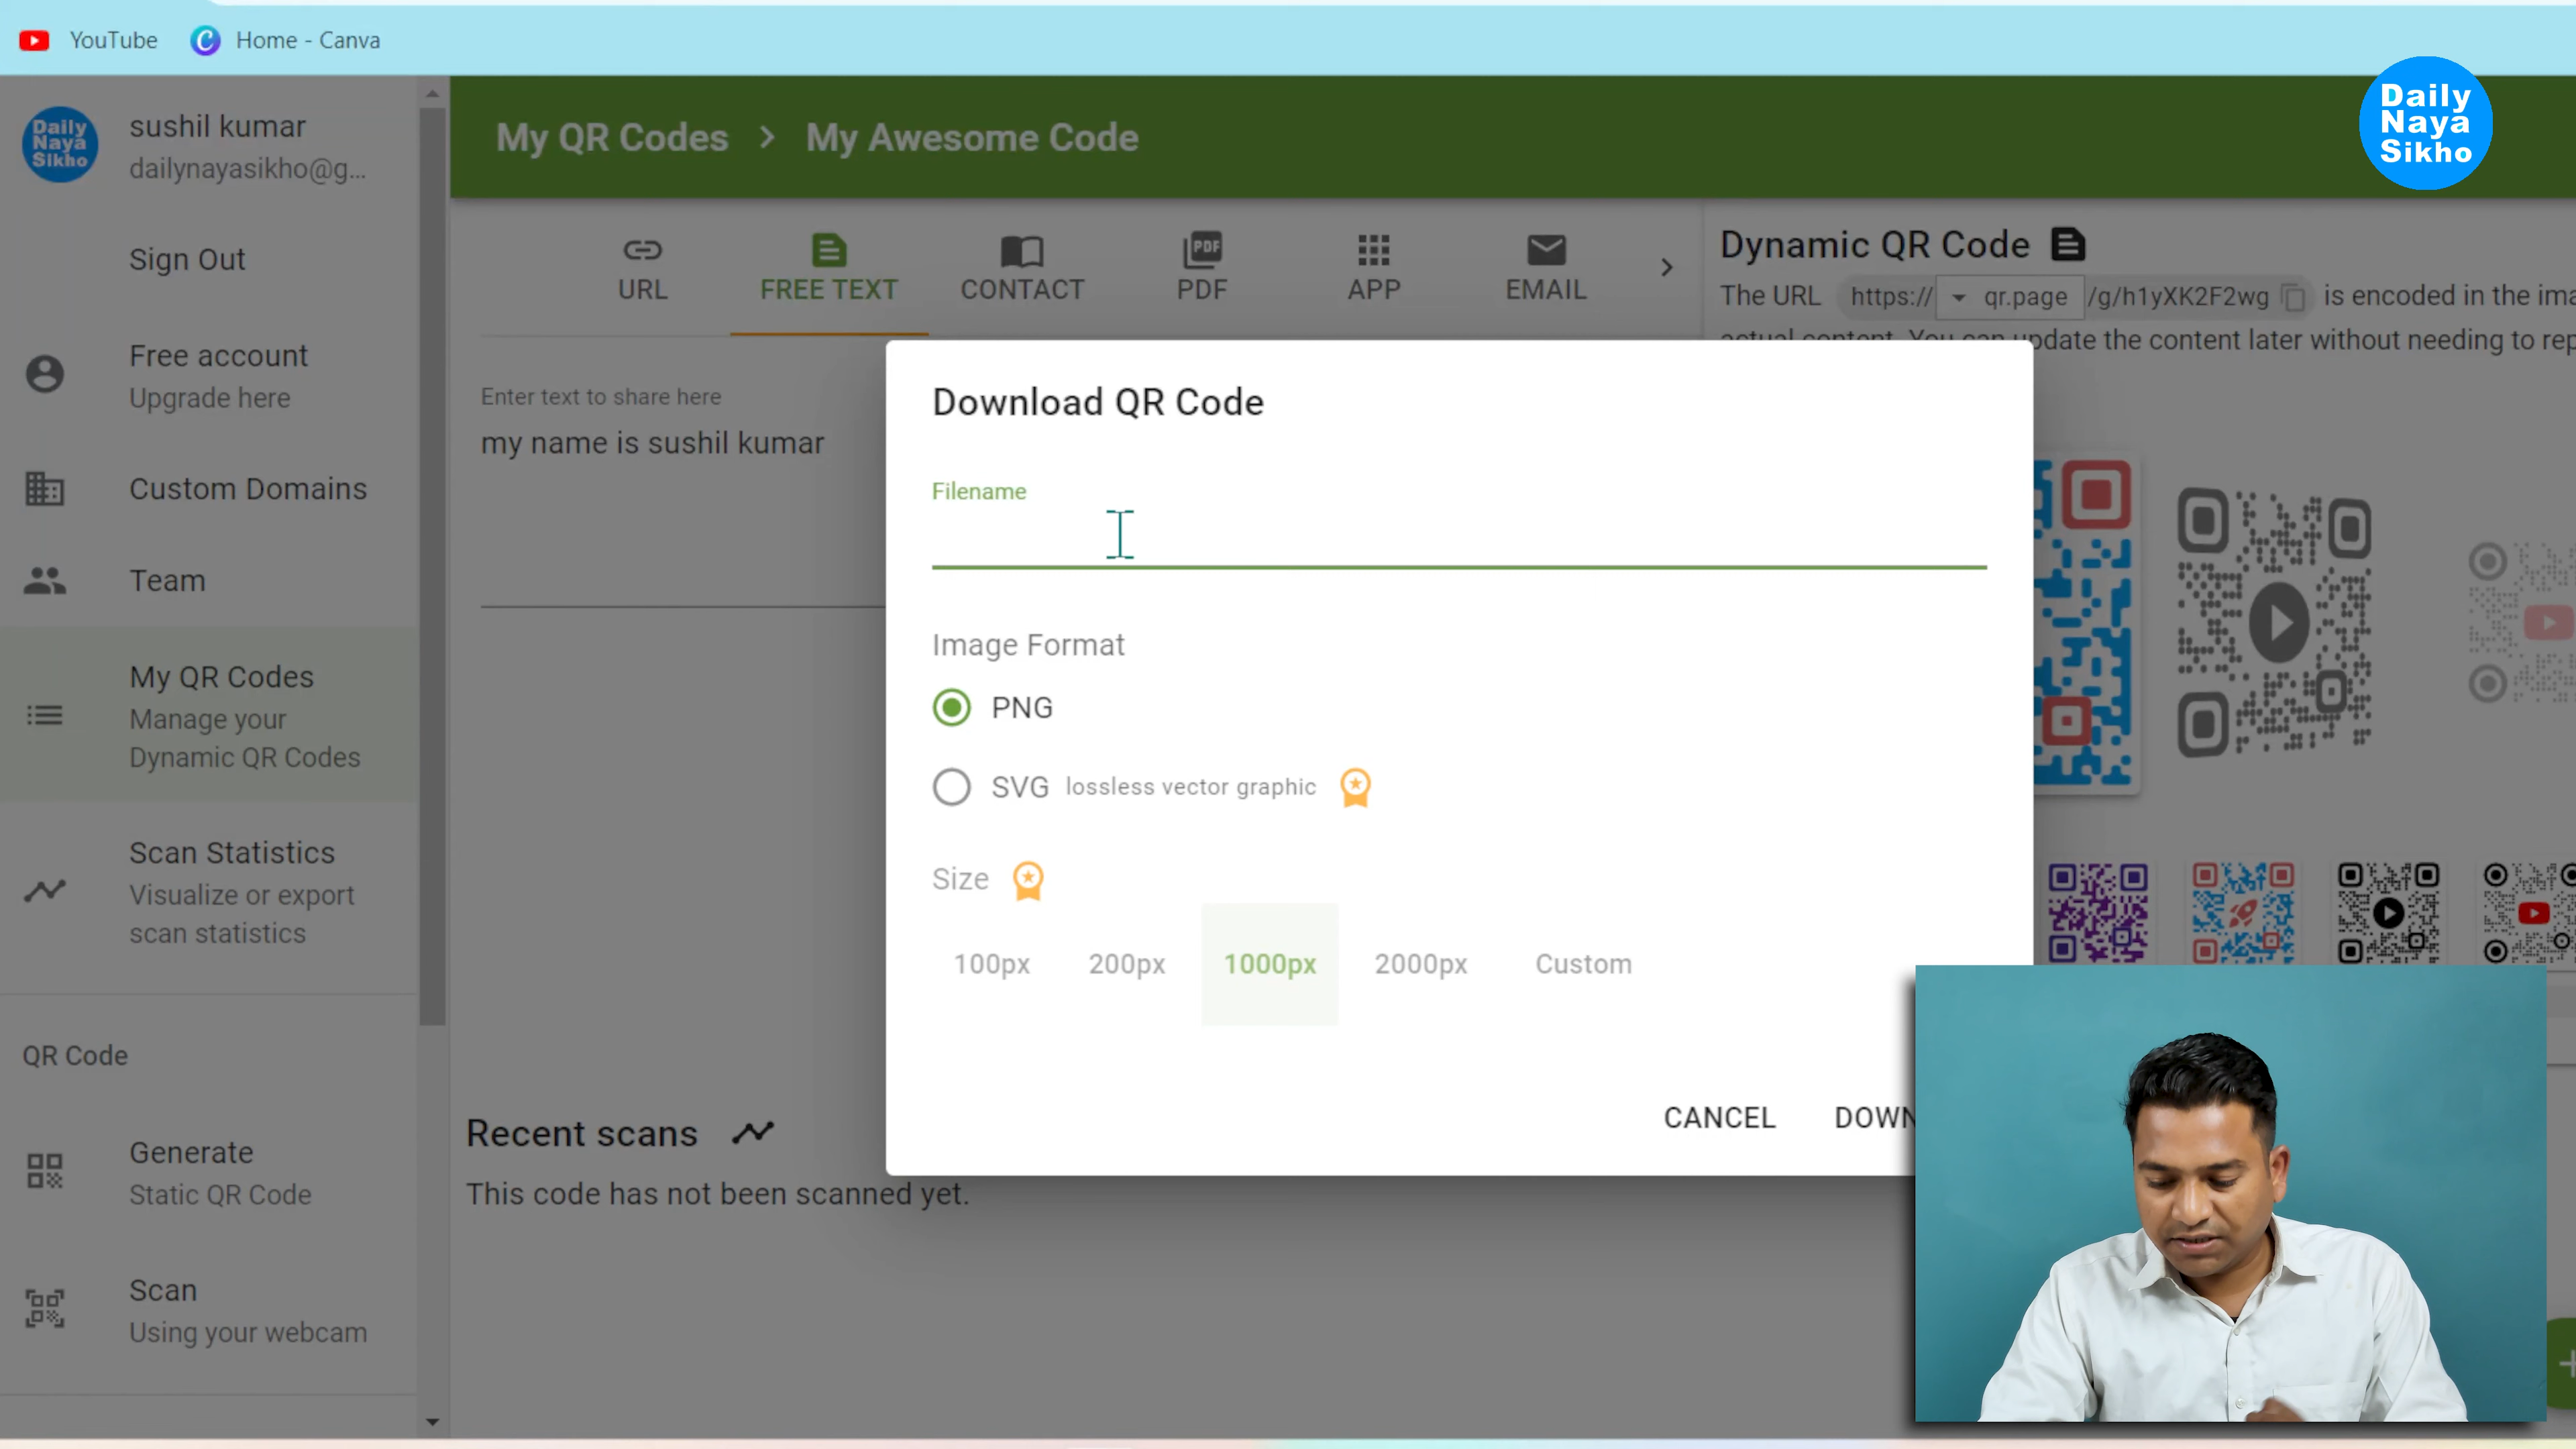 YouTube
Home - Canva
Daily
Naya
Sikho
Daily
Naya
Sikho
sushil kumar
dailynayasikho@g...
Sign Out
Free account
Upgrade here
Custom Domains
Team
My QR Codes
Manage your
Dynamic QR Codes
Scan Statistics
Visualize or export
scan statistics
QR Code
Generate
Static QR Code
Scan
Using your webcam
My QR Codes > My Awesome Code
URL
FREE TEXT
CONTACT
PDF
PDF
APP
EMAIL
Enter text to share here
my name is sushil kumar
Recent scans
This code has not been scanned yet.
Dynamic QR Code
The URL https:// qr.page /g/h1yXK2F2wg is encoded in the ima
actual content. You can update the content later without needing to rep
Download QR Code
Filename
Image Format
PNG
SVG lossless vector graphic
Size
100px 200px 1000px 2000px Custom
CANCEL DOWN